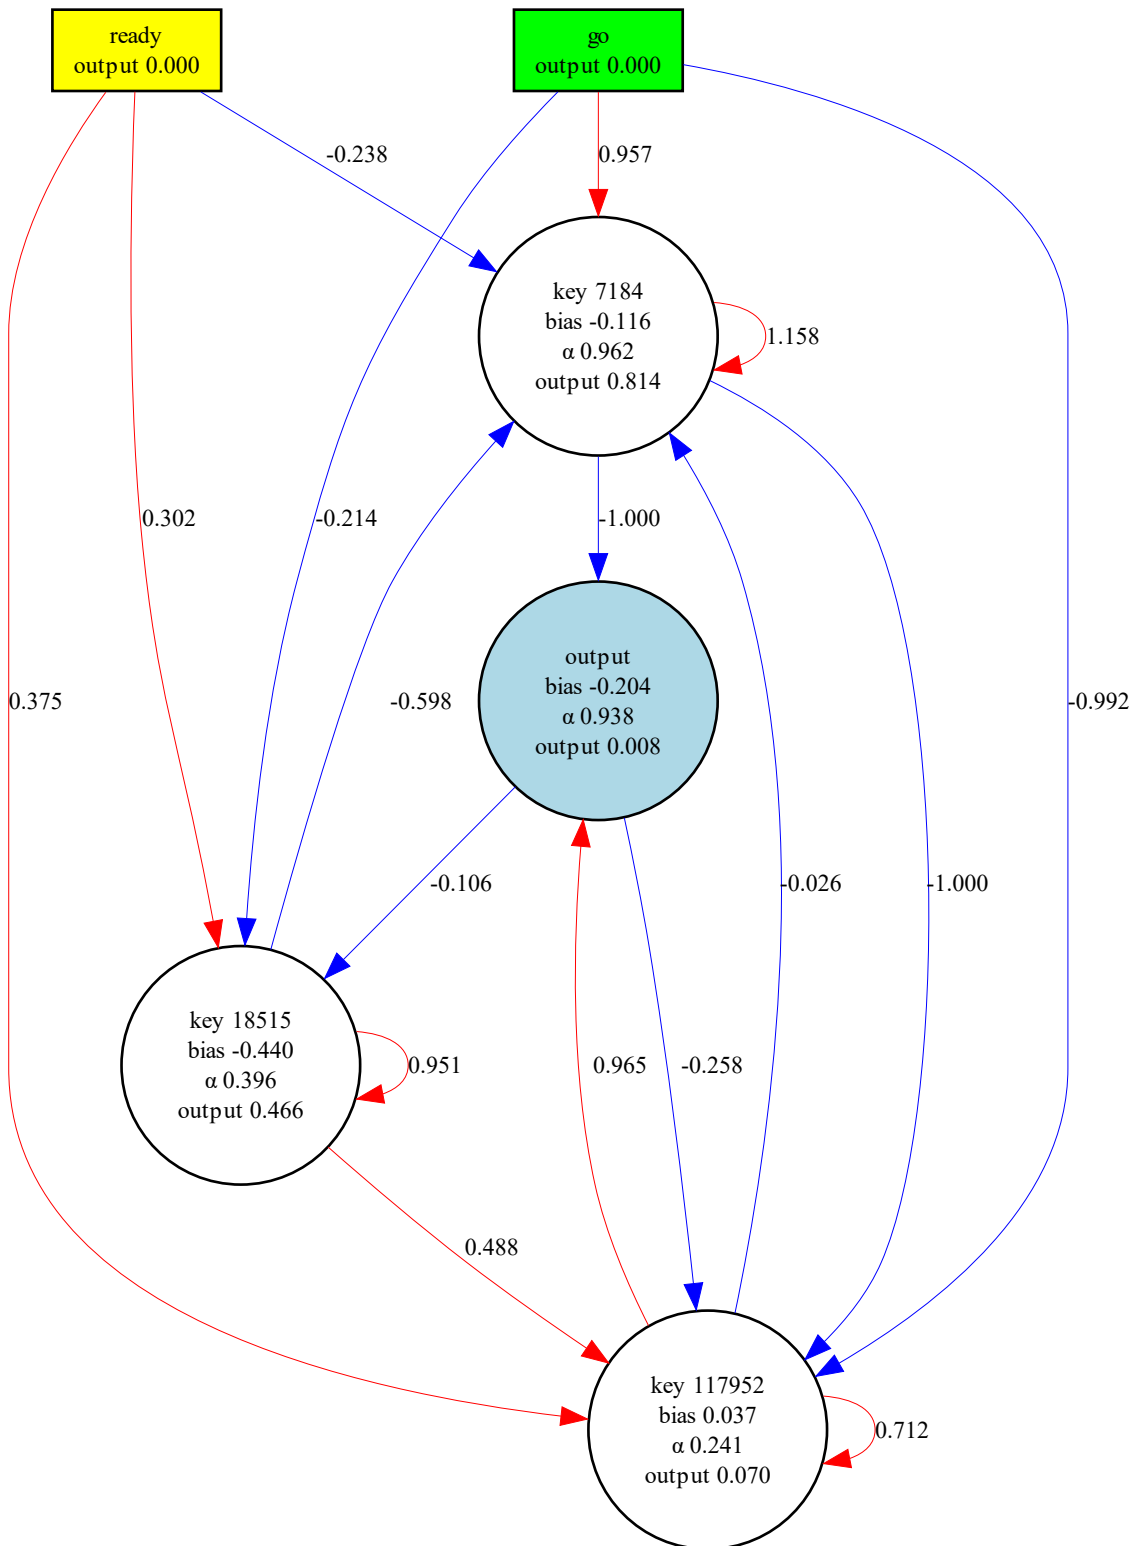 ready
output 0.000
go
output 0.000
-0.238
0.957
key 7184
bias -0.116
α 0.962
output 0.814
1.158
0.302
-0.214
-1.000
output
bias -0.204
α 0.938
output 0.008
0.375
-0.598
-0.992
-0.106
-0.026
-1.000
key 18515
bias -0.440
α 0.396
output 0.466
0.951
0.965
-0.258
0.488
key 117952
bias 0.037
α 0.241
output 0.070
0.712